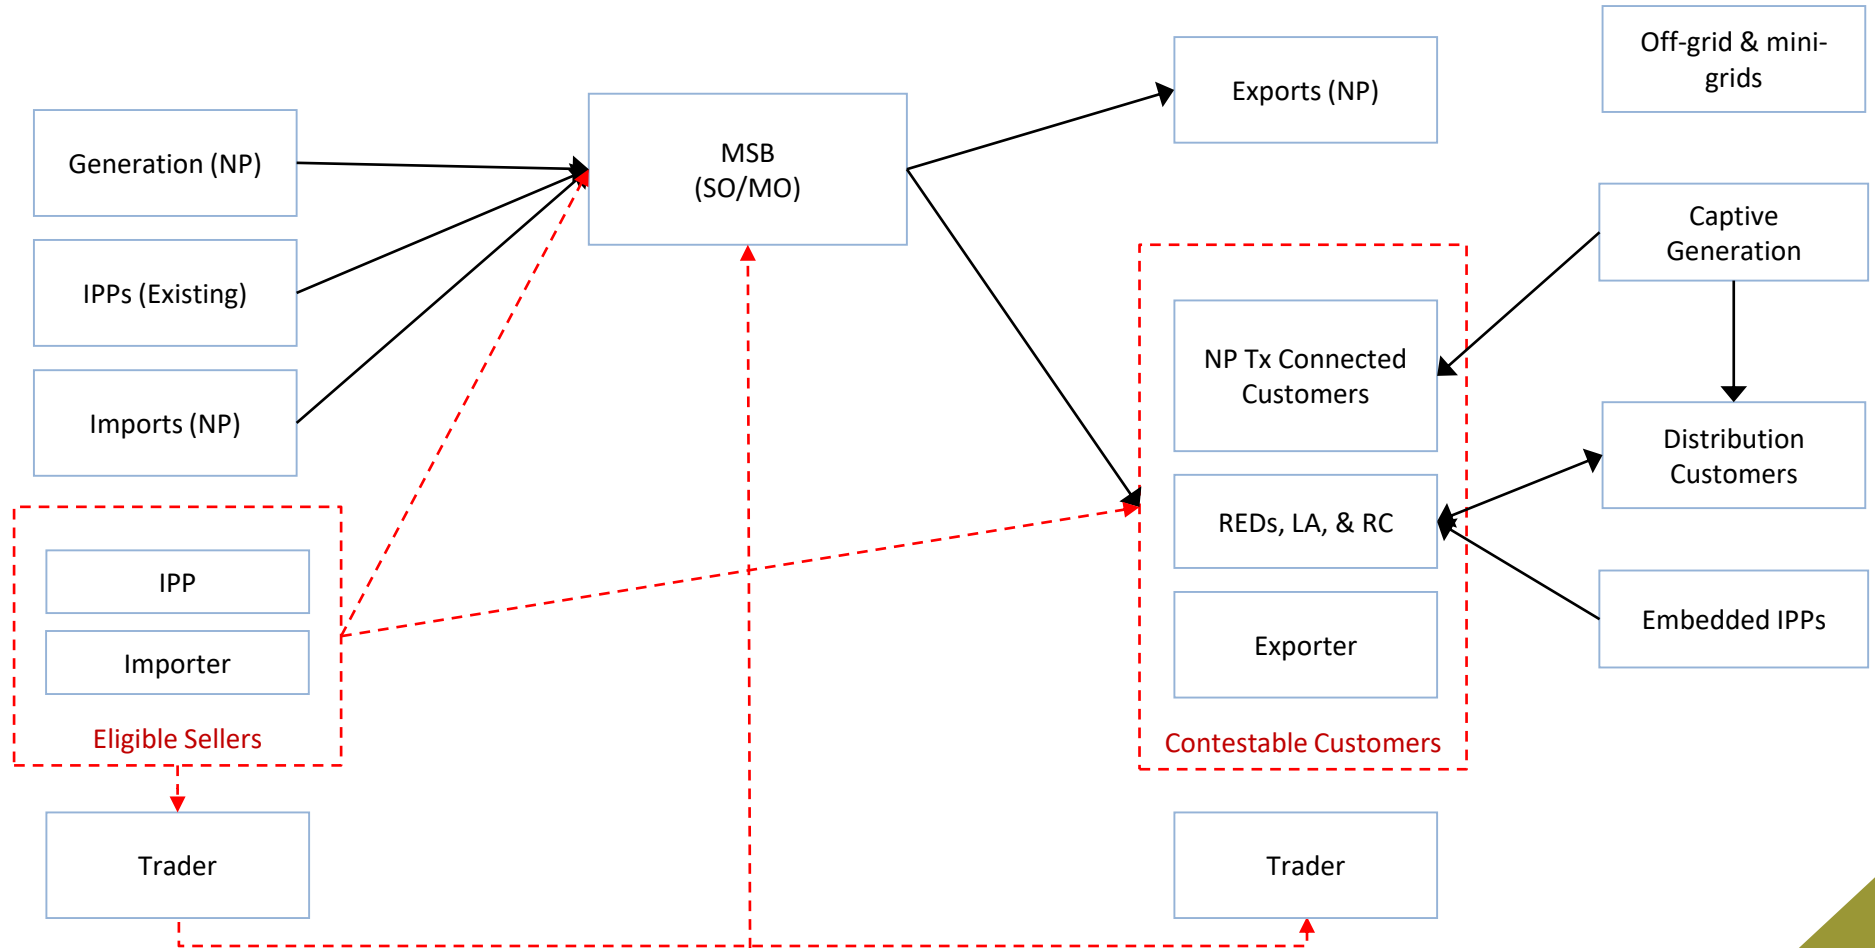 Generation (NP)
IPPs (Existing)
Imports (NP)
IPP
Importer
Eligible Sellers
Trader
MSB
(SO/MO)
Exports (NP)
NP Tx Connected
Customers
REDs, LA, & RC
Exporter
Contestable Customers
Trader
Off-grid & mini-
grids
Captive
Generation
Distribution
Customers
Embedded IPPs